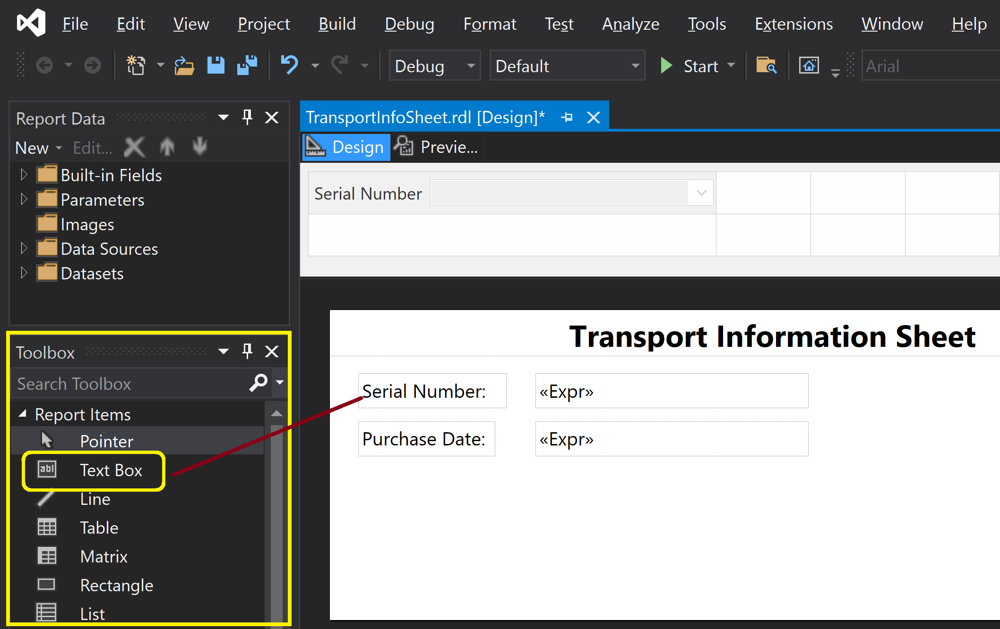 File Edit View Project Build Debug Format Test Analyze Tools Extensions Window Help
Debug Default Start Arial
Report Data
New Edit...
Built-in Fields
Parameters
Images
Data Sources
Datasets
Toolbox
Search Toolbox
Report Items
Pointer
abl Text Box
Line
Table
Matrix
Rectangle
List
TransportInfoSheet.rdl [Design]*
Design Previe...
Serial Number
Transport Information Sheet
Serial Number: «Expr»
Purchase Date: «Expr»